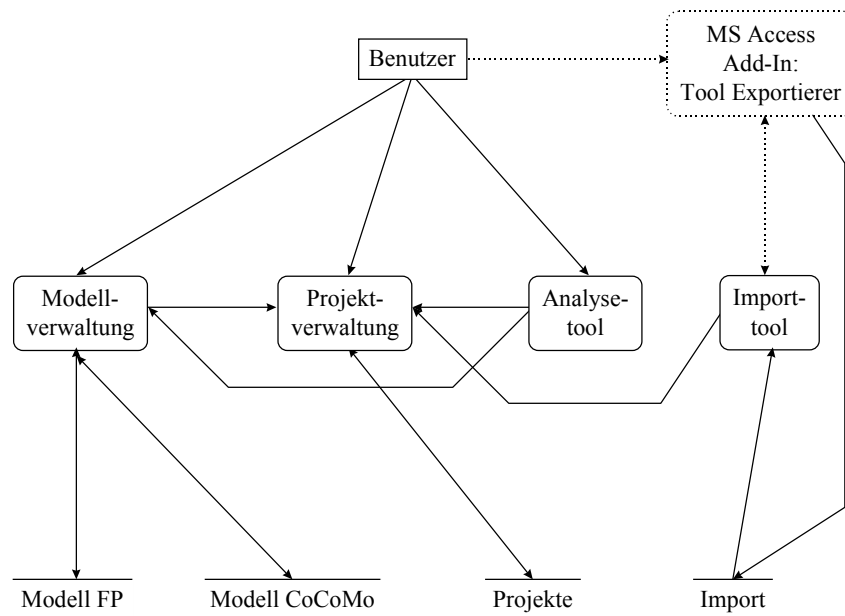 MS Access
Add-In:
Tool Exportierer
Benutzer
Modell-
verwaltung
Projekt-
verwaltung
Analyse-
tool
Import-
tool
Modell FP
Modell CoCoMo
Projekte
Import